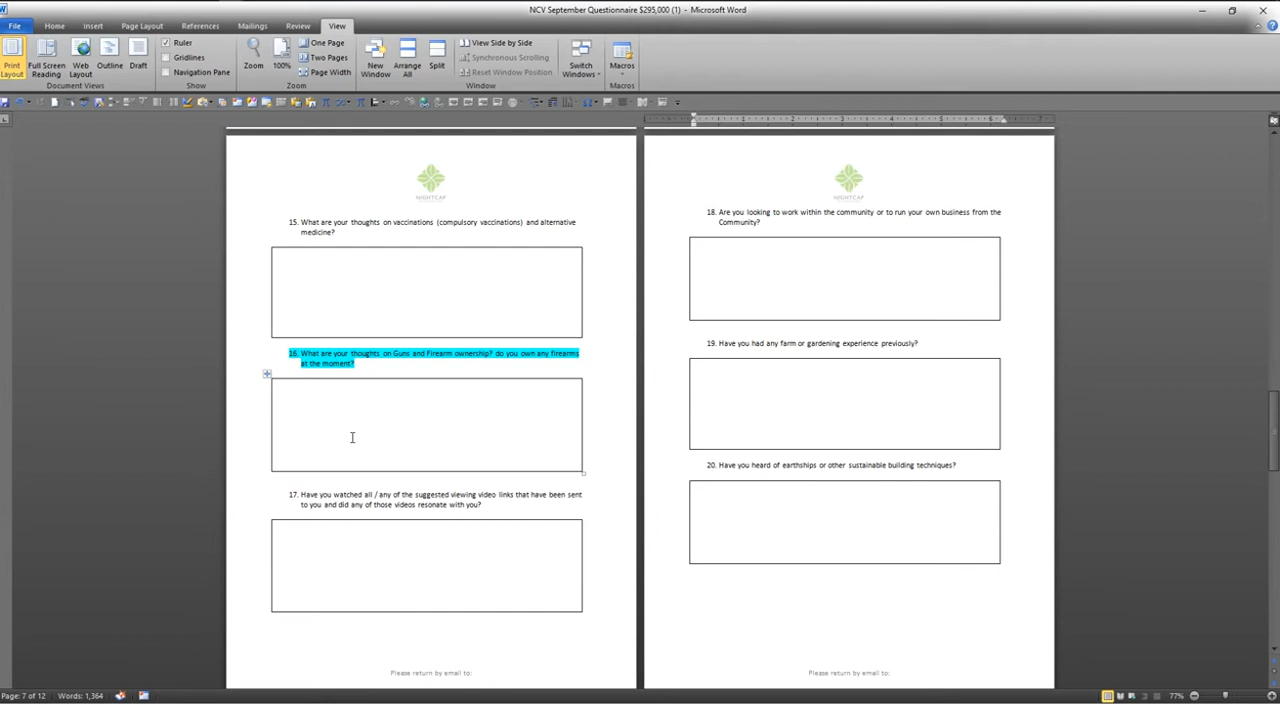 NCV September Questionnaire $295,000 (1) - Microsoft Word
File Home Insert Page Layout References Mailings Review View
Print Layout
Full Screen Reading
Web Layout
Outline
Draft
Document Views
Ruler
Gridlines
Navigation Pane
Show
Zoom
100%
One Page
Two Pages
Page Width
Zoom
New Window
Arrange All
Split
View Side by Side
Synchronous Scrolling
Reset Window Position
Window
Switch Windows
Macros
Macros
NIGHTCAP
15. What are your thoughts on vaccinations (compulsory vaccinations) and alternative
medicine?
16. What are your thoughts on Guns and Firearm ownership? do you own any firearms
at the moment?
17. Have you watched all / any of the suggested viewing video links that have been sent
to you and did any of those videos resonate with you?
Please return by email to:
NIGHTCAP
18. Are you looking to work within the community or to run your own business from the
Community?
19. Have you had any farm or gardening experience previously?
20. Have you heard of earthships or other sustainable building techniques?
Please return by email to:
Page: 7 of 12 Words: 1,364
77%